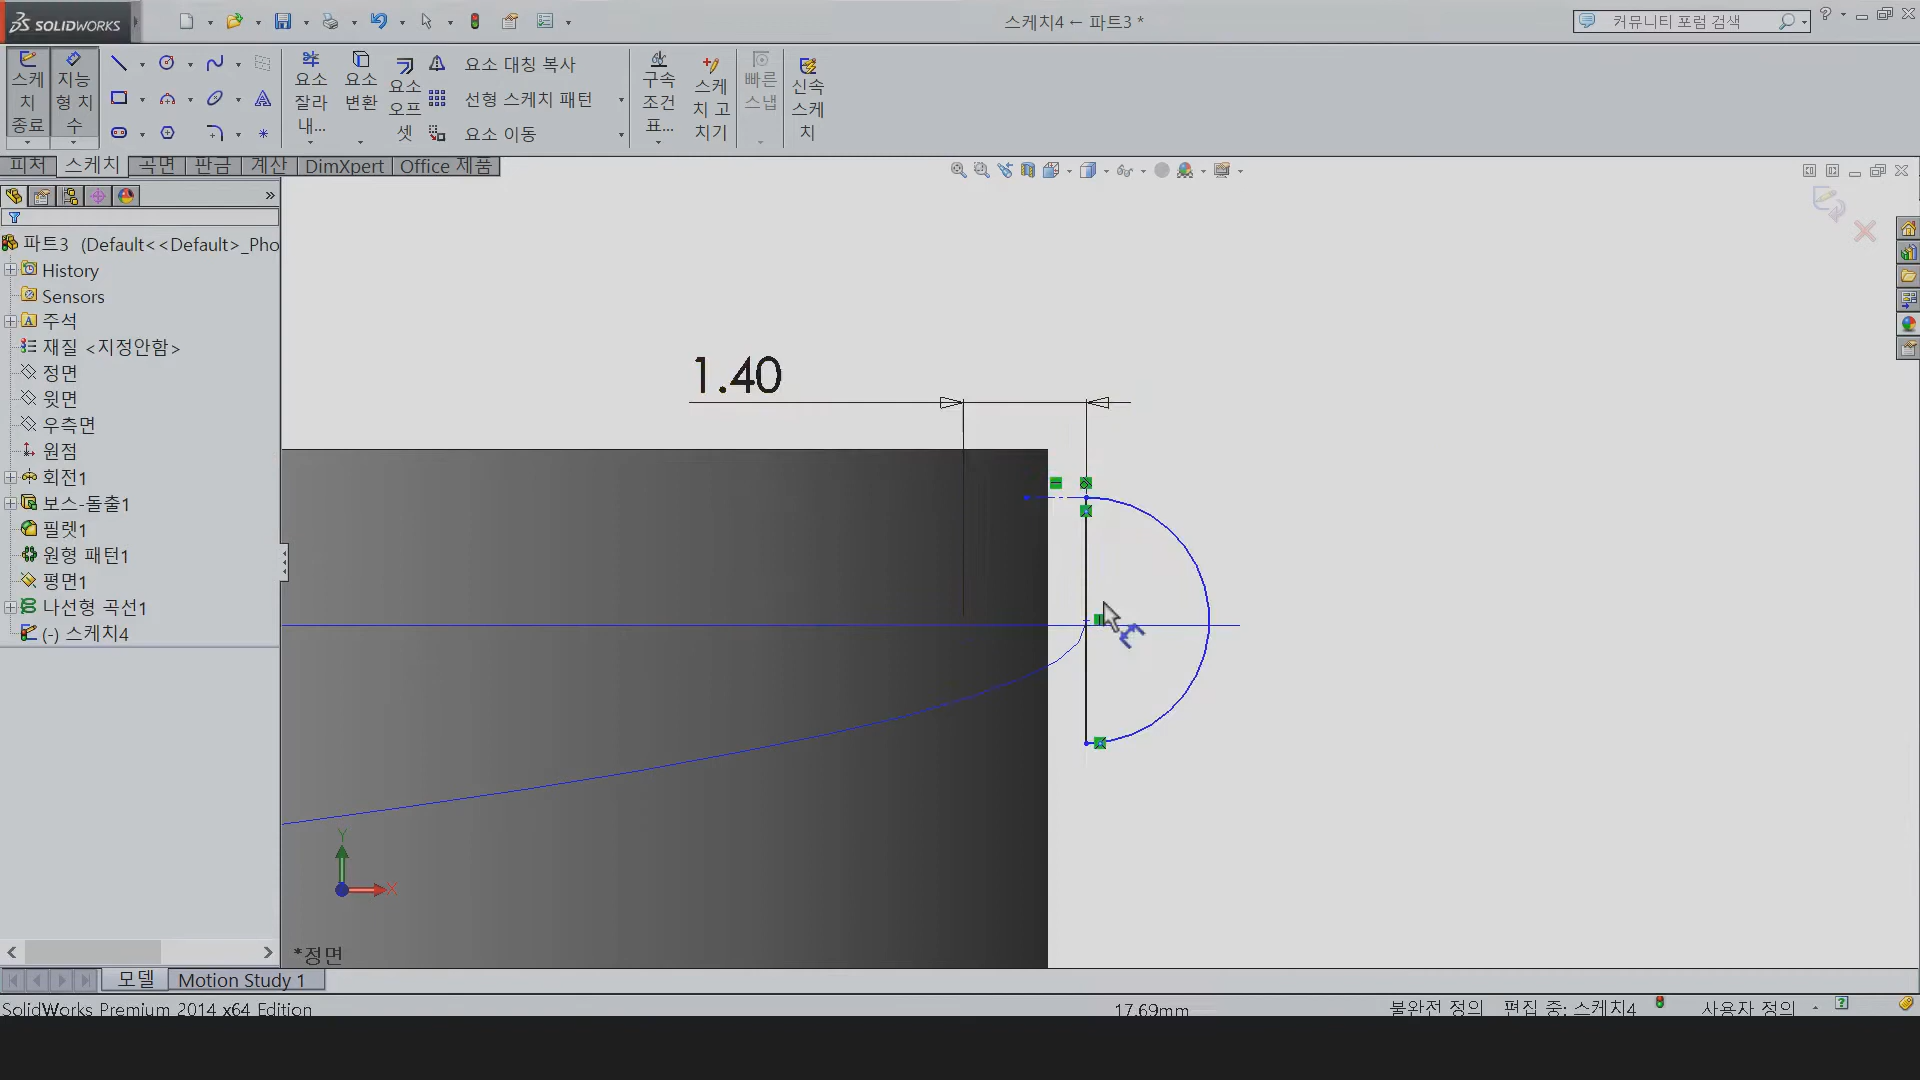 SOLIDWORKS
스케치4 ← 파트3 *
커뮤니티 포럼 검색
스케치 종료
지능형 치수
요소 잘라내...
요소 변환
요소 오프셋
요소 대칭 복사
선형 스케치 패턴
요소 이동
구속조건 표...
스케치 고치기
빠른 스냅
신속 스케치
피처
스케치
곡면
판금
계산
DimXpert
Office 제품
파트3 (Default<<Default>_Pho
History
Sensors
주석
재질 <지정안함>
정면
윗면
우측면
원점
회전1
보스-돌출1
필렛1
원형 패턴1
평면1
나선형 곡선1
(-) 스케치4
1.40
Y
X
*정면
모델
Motion Study 1
SolidWorks Premium 2014 x64 Edition
17.69mm
불완전 정의
편집 중: 스케치4
사용자 정의